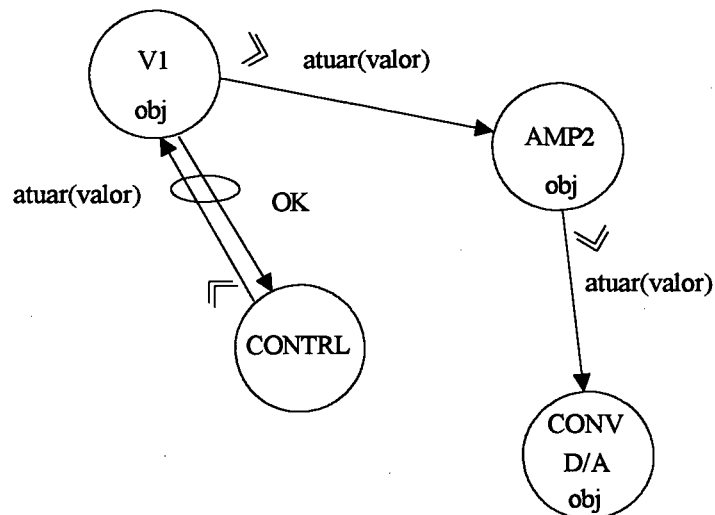 V1
obj
atuar(valor)
AMP2
obj
atuar(valor)
OK
atuar(valor)
CONTRL
CONV
D/A
obj